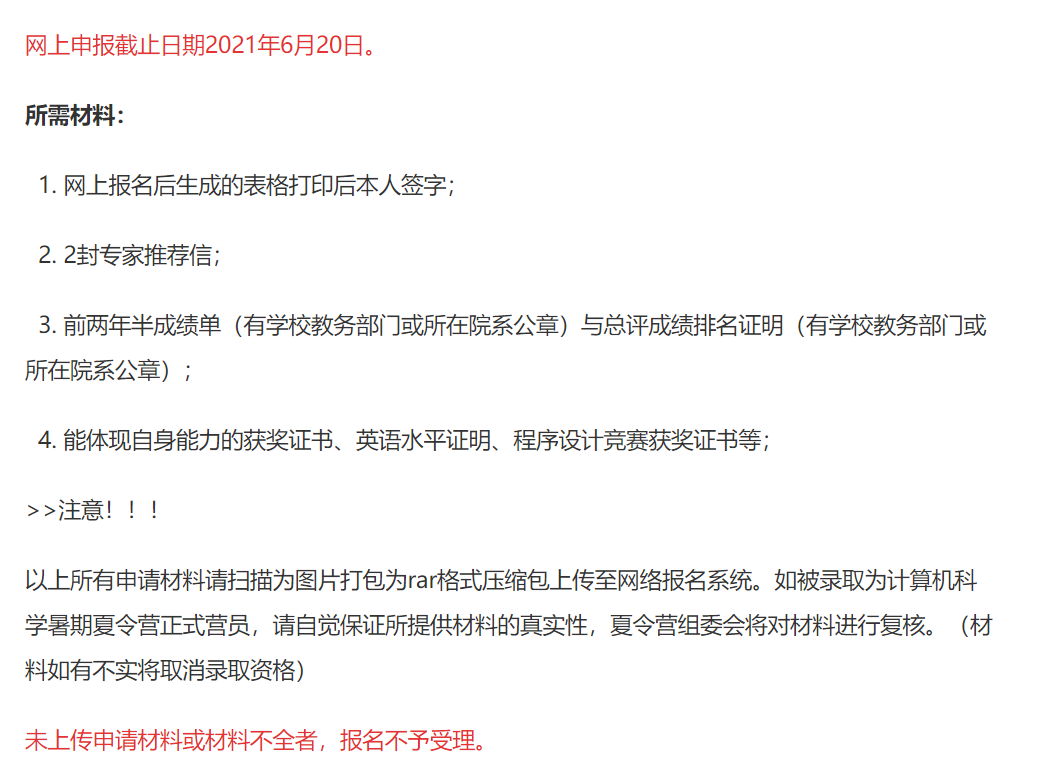 网上申报截止日期2021年6月20日。
所需材料：
1. 网上报名后生成的表格打印后本人签字；
2. 2封专家推荐信；
3. 前两年半成绩单（有学校教务部门或所在院系公章）与总评成绩排名证明（有学校教务部门或
所在院系公章）；
4. 能体现自身能力的获奖证书、英语水平证明、程序设计竞赛获奖证书等；
>>注意！！！
以上所有申请材料请扫描为图片打包为rar格式压缩包上传至网络报名系统。如被录取为计算机科
学暑期夏令营正式营员，请自觉保证所提供材料的真实性，夏令营组委会将对材料进行复核。（材
料如有不实将取消录取资格）
未上传申请材料或材料不全者，报名不予受理。